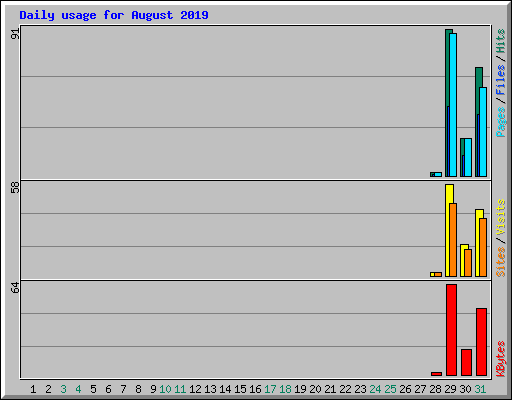 Daily usage for August 2019
91
Pages/Files/Hits
58
Sites/Visits
64
KBytes
1 2 3 4 5 6 7 8 9 10 11 12 13 14 15 16 17 18 19 20 21 22 23 24 25 26 27 28 29 30 31